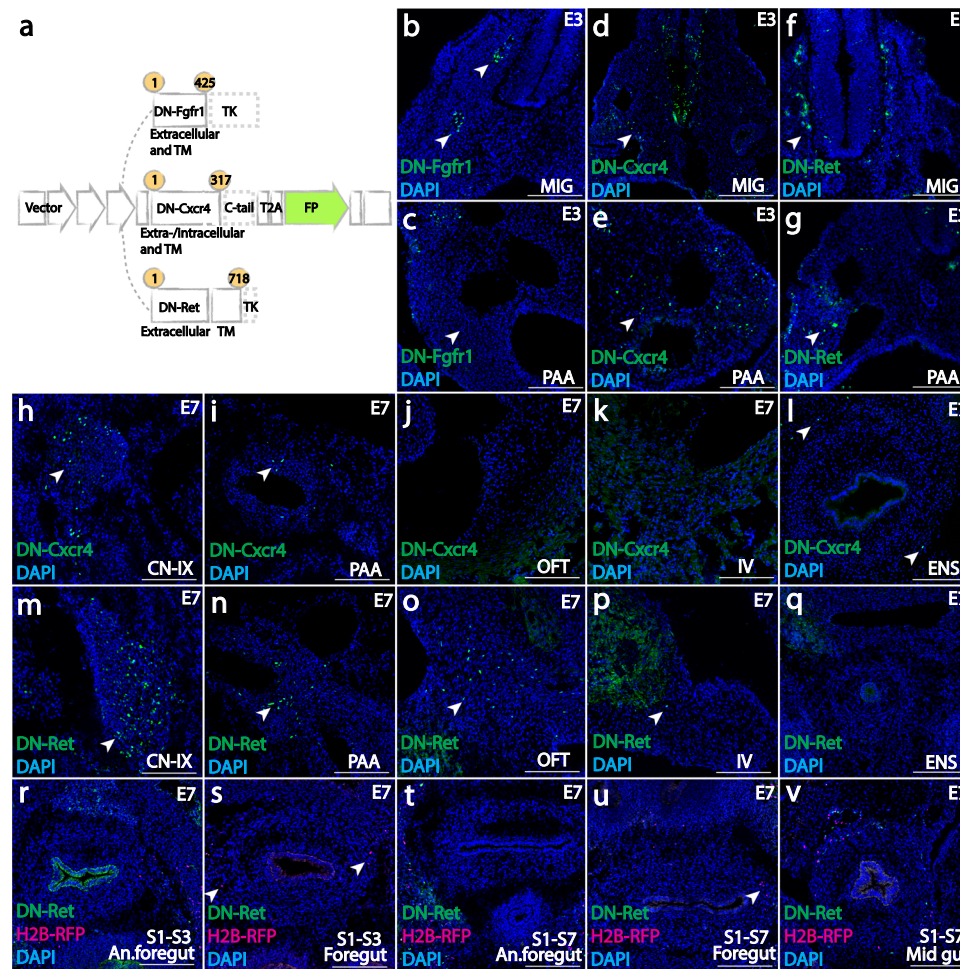 a
1
425
DN-Fgfr1
TK
Extracellular
and TM
1
317
Vector
DN-Cxcr4
C-tail
T2A
FP
Extra-/Intracellular
and TM
1
718
DN-Ret
TK
Extracellular
TM
b
E3
DN-Fgfr1
DAPI
MIG
d
E3
DN-Cxcr4
DAPI
MIG
f
DN-Ret
DAPI
MIG
c
E3
DN-Fgfr1
DAPI
PAA
e
E3
DN-Cxcr4
DAPI
PAA
g
DN-Ret
DAPI
PAA
h
E7
DN-Cxcr4
DAPI
CN-IX
i
E7
DN-Cxcr4
DAPI
PAA
j
E7
DN-Cxcr4
DAPI
OFT
k
E7
DN-Cxcr4
DAPI
IV
l
DN-Cxcr4
DAPI
ENS
m
E7
DN-Ret
DAPI
CN-IX
n
E7
DN-Ret
DAPI
PAA
o
E7
DN-Ret
DAPI
OFT
p
E7
DN-Ret
DAPI
IV
q
DN-Ret
DAPI
ENS
r
E7
DN-Ret
H2B-RFP
DAPI
S1-S3
An.foregut
s
E7
DN-Ret
H2B-RFP
DAPI
S1-S3
Foregut
t
E7
DN-Ret
H2B-RFP
DAPI
S1-S7
An.foregut
u
E7
DN-Ret
H2B-RFP
DAPI
S1-S7
Foregut
v
DN-Ret
H2B-RFP
DAPI
S1-S7
Mid gut